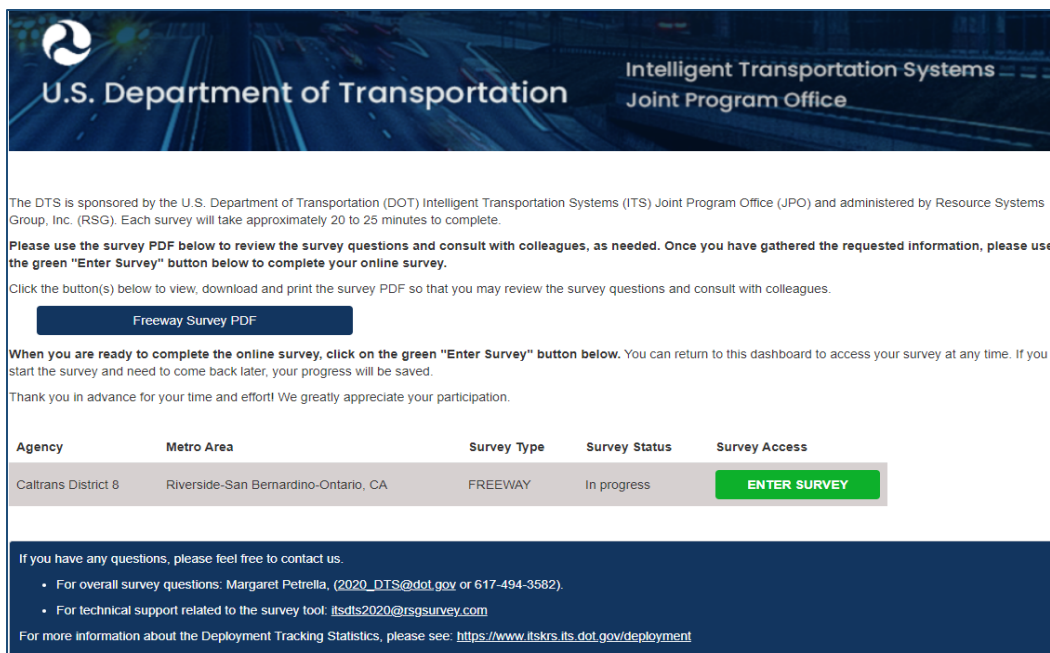 U.S. Department of Transportation
Intelligent Transportation Systems
Joint Program Office
The DTS is sponsored by the U.S. Department of Transportation (DOT) Intelligent Transportation Systems (ITS) Joint Program Office (JPO) and administered by Resource Systems
Group, Inc. (RSG). Each survey will take approximately 20 to 25 minutes to complete.
Please use the survey PDF below to review the survey questions and consult with colleagues, as needed. Once you have gathered the requested information, please use
the green "Enter Survey" button below to complete your online survey.
Click the button(s) below to view, download and print the survey PDF so that you may review the survey questions and consult with colleagues.
Freeway Survey PDF
When you are ready to complete the online survey, click on the green "Enter Survey" button below. You can return to this dashboard to access your survey at any time. If you
start the survey and need to come back later, your progress will be saved.
Thank you in advance for your time and effort! We greatly appreciate your participation.
Agency Metro Area Survey Type Survey Status Survey Access
Caltrans District 8 Riverside-San Bernardino-Ontario, CA FREEWAY In progress ENTER SURVEY
If you have any questions, please feel free to contact us.
• For overall survey questions: Margaret Petrella, (2020_DTS@dot.gov or 617-494-3582).
• For technical support related to the survey tool: itsdts2020@rsgsurvey.com
For more information about the Deployment Tracking Statistics, please see: https://www.itskrs.its.dot.gov/deployment